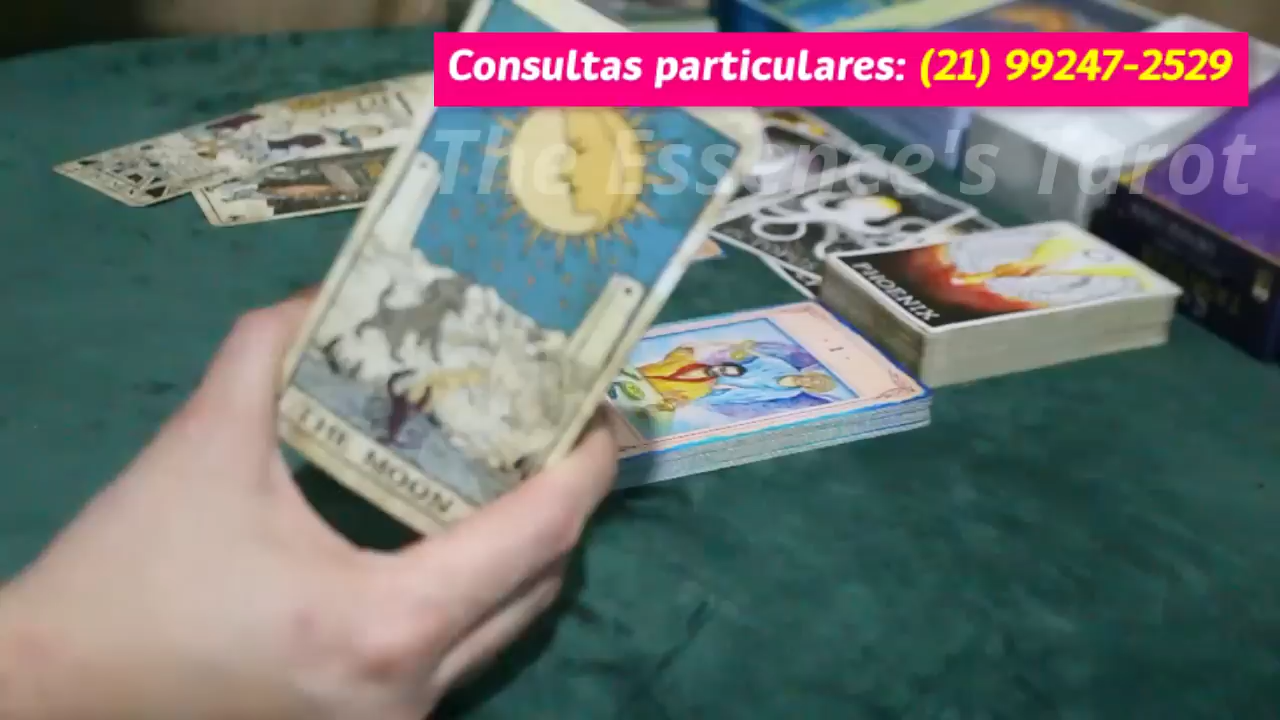 Consultas particulares: (21) 99247-2529
The Essence's Tarot
PHOENIX
I
THE MOON